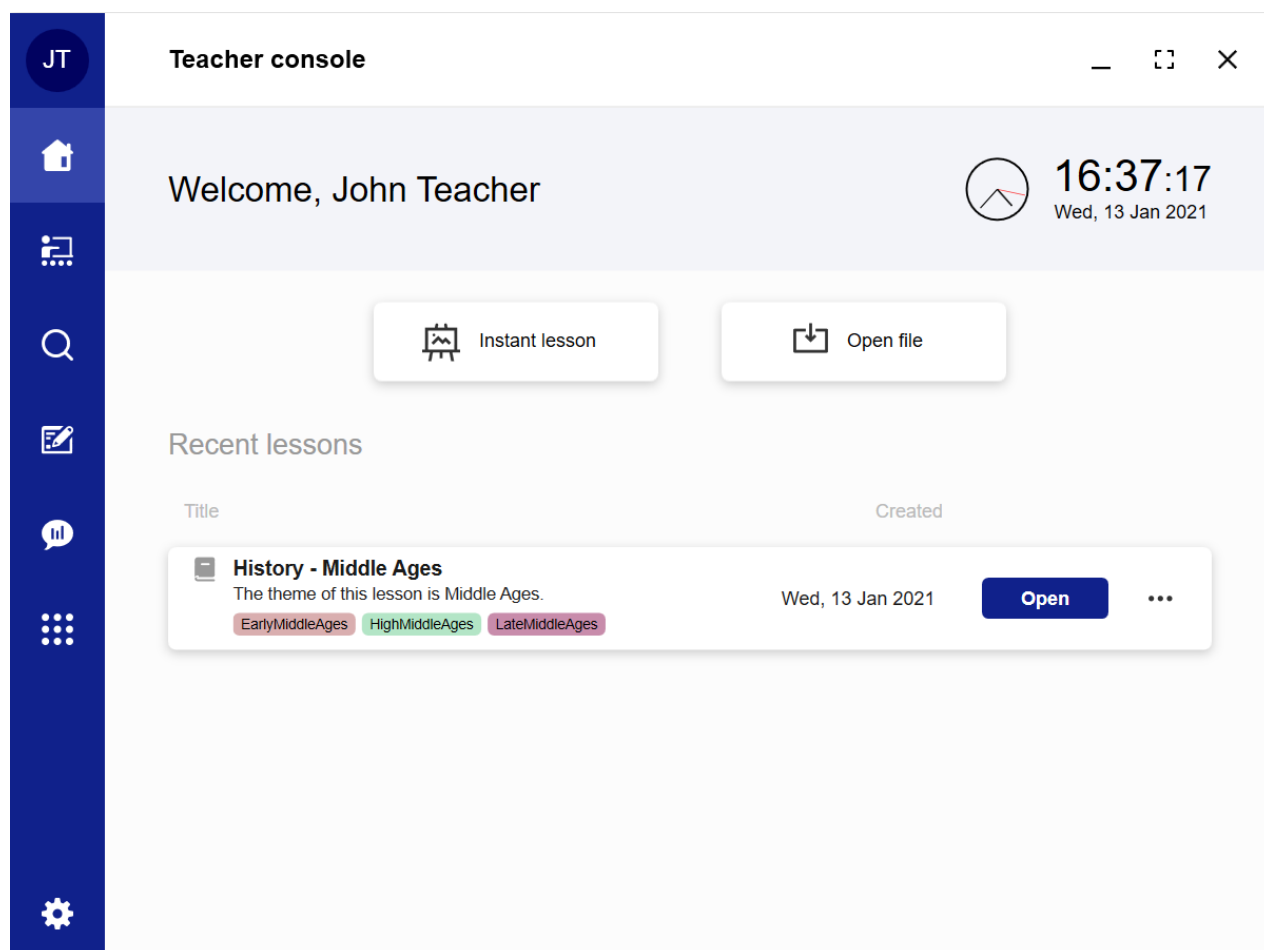 JT
Teacher console
Welcome, John Teacher
16:37:17
Wed, 13 Jan 2021
Instant lesson
Open file
Recent lessons
Title Created
History - Middle Ages
The theme of this lesson is Middle Ages.
EarlyMiddleAges HighMiddleAges LateMiddleAges
Wed, 13 Jan 2021
Open